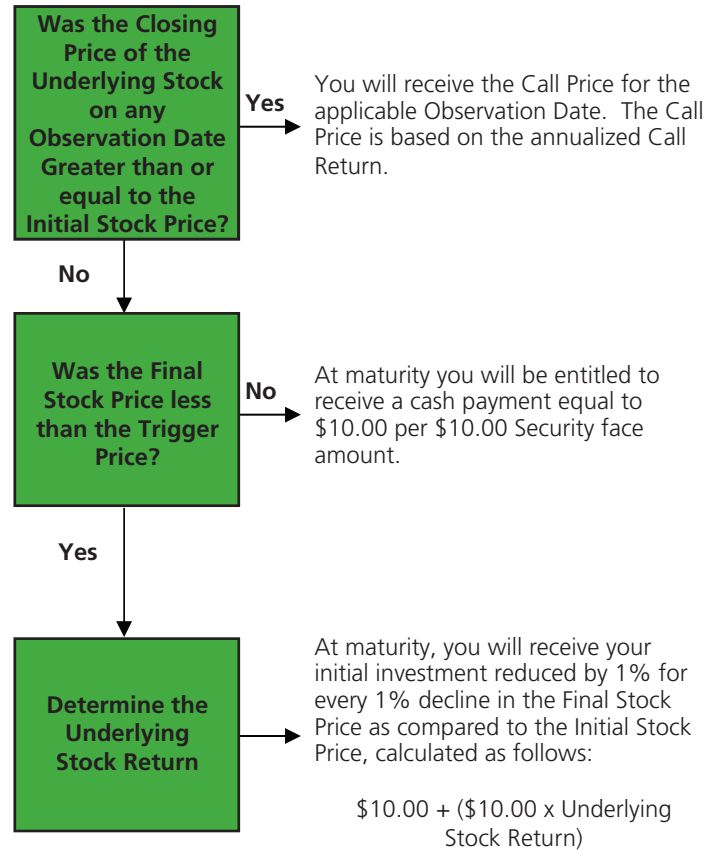 Was the Closing
Price of the
Underlying Stock
on any
Observation Date
Greater than or
equal to the
Initial Stock Price?
Yes
You will receive the Call Price for the
applicable Observation Date.  The Call
Price is based on the annualized Call
Return.
No
Was the Final
Stock Price less
than the Trigger
Price?
No
At maturity you will be entitled to
receive a cash payment equal to
$10.00 per $10.00 Security face
amount.
Yes
Determine the
Underlying
Stock Return
At maturity, you will receive your
initial investment reduced by 1% for
every 1% decline in the Final Stock
Price as compared to the Initial Stock
Price, calculated as follows:
$10.00 + ($10.00 x Underlying
Stock Return)